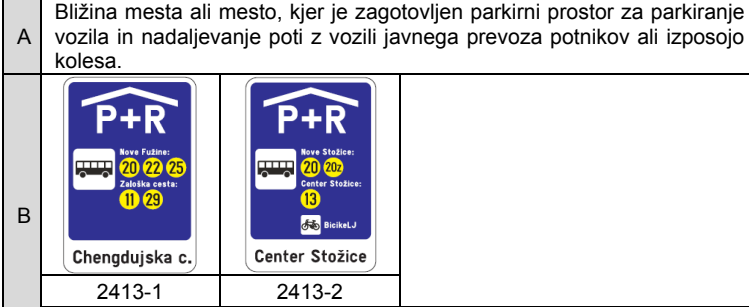 A
Bližina mesta ali mesto, kjer je zagotovljen parkirni prostor za parkiranje
vozila in nadaljevanje poti z vozili javnega prevoza potnikov ali izposojo
kolesa.
B
P+R
Nove Fužine:
20 22 25
Zaloška cesta:
11 29
Chengdujska c.
P+R
Nove Stožice:
20 20Z
Center Stožice:
13
BicikeLJ
Center Stožice
2413-1
2413-2